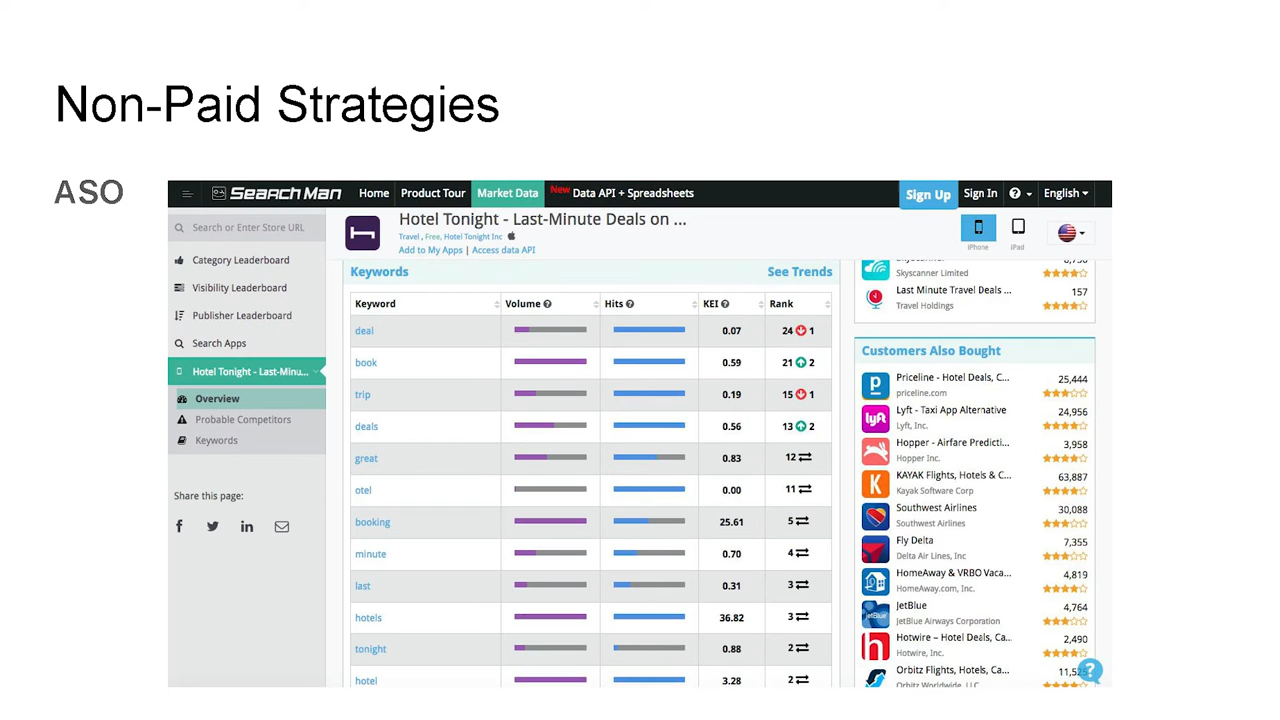 Non-Paid Strategies
ASO
Search Man Home Product Tour Market Data New Data API + Spreadsheets Sign Up Sign In ? English
Search or Enter Store URL
Category Leaderboard
Visibility Leaderboard
Publisher Leaderboard
Search Apps
Hotel Tonight - Last-Minu...
Overview
Probable Competitors
Keywords
Share this page:
Hotel Tonight - Last-Minute Deals on ...
Travel , Free, Hotel Tonight Inc
Add to My Apps | Access data API
iPhone iPad
Keywords See Trends
Keyword Volume ? Hits ? KEI ? Rank
deal 0.07 24 1
book 0.59 21 2
trip 0.19 15 1
deals 0.56 13 2
great 0.83 12
otel 0.00 11
booking 25.61 5
minute 0.70 4
last 0.31 3
hotels 36.82 3
tonight 0.88 2
hotel 3.28 2
Skyscanner Limited
Last Minute Travel Deals ... 157
Travel Holdings
Customers Also Bought
Priceline - Hotel Deals, C... 25,444
priceline.com
Lyft - Taxi App Alternative 24,956
Lyft, Inc.
Hopper - Airfare Predicti... 3,958
Hopper Inc.
KAYAK Flights, Hotels & C... 63,887
Kayak Software Corp
Southwest Airlines 30,088
Southwest Airlines
Fly Delta 7,355
Delta Air Lines, Inc
HomeAway & VRBO Vaca... 4,819
HomeAway.com, Inc.
JetBlue 4,764
JetBlue Airways Corporation
Hotwire – Hotel Deals, Ca... 2,490
Hotwire, Inc.
Orbitz Flights, Hotels, Ca...
Orbitz Worldwide, LLC
?